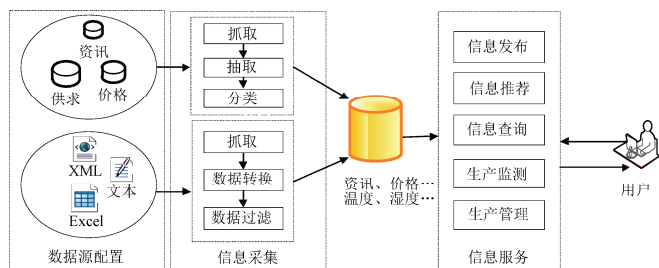 资讯
供求
价格
XML
文本
Excel
数据源配置
抓取
抽取
分类
抓取
数据转换
数据过滤
信息采集
资讯、价格…
温度、湿度…
信息发布
信息推荐
信息查询
生产监测
生产管理
信息服务
用户